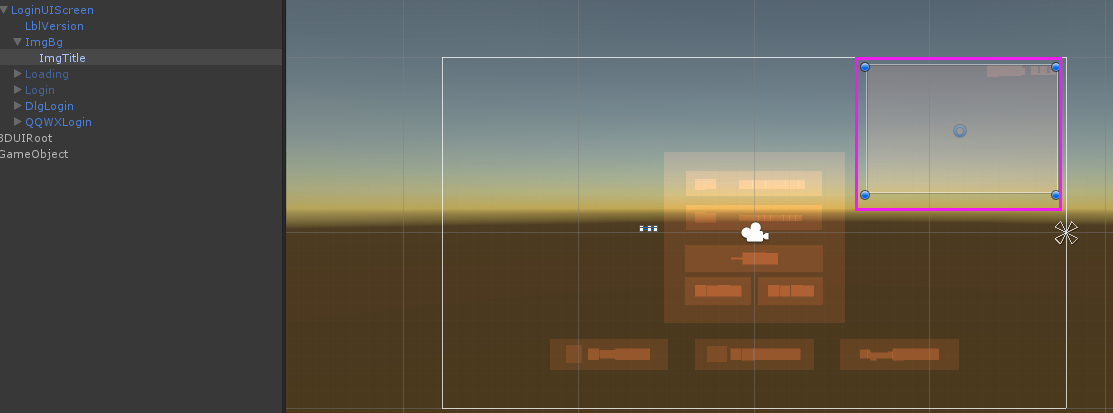 LoginUIScreen
LblVersion
ImgBg
ImgTitle
Loading
Login
DlgLogin
QQWXLogin
3DUIRoot
GameObject